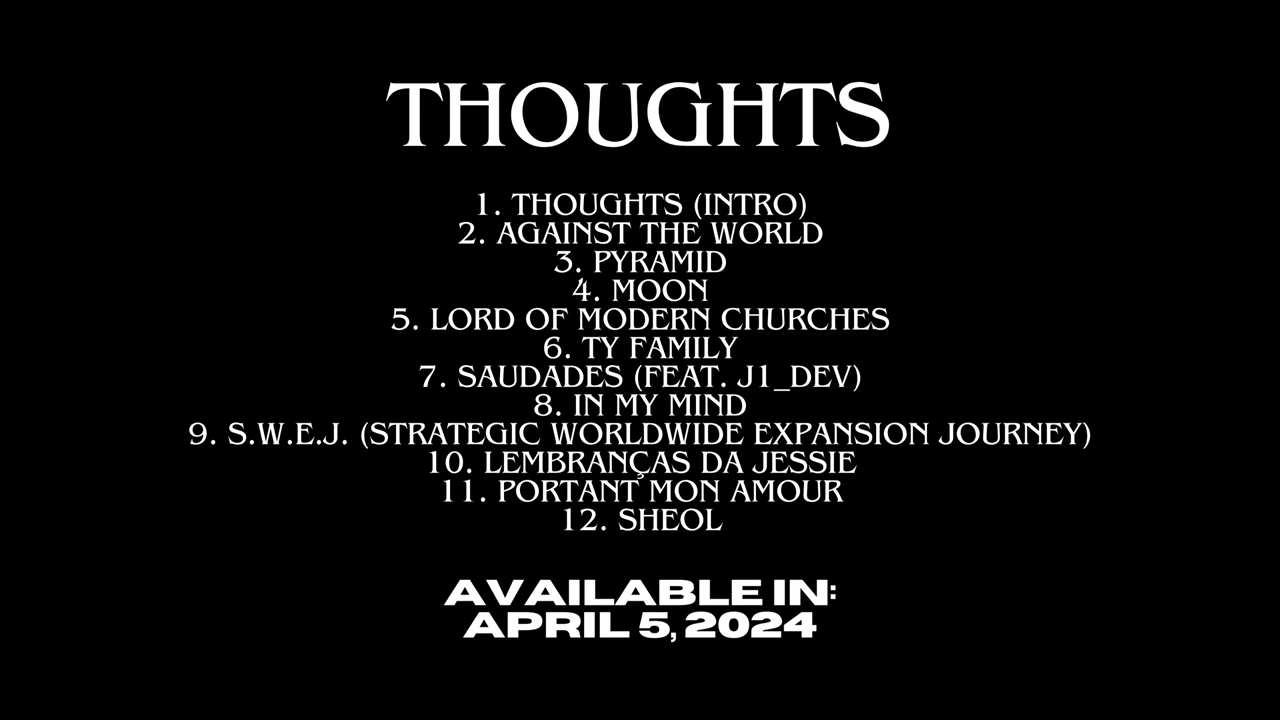 THOUGHTS
1. THOUGHTS (INTRO)
2. AGAINST THE WORLD
3. PYRAMID
4. MOON
5. LORD OF MODERN CHURCHES
6. TY FAMILY
7. SAUDADES (FEAT. J1_DEV)
8. IN MY MIND
9. S.W.E.J. (STRATEGIC WORLDWIDE EXPANSION JOURNEY)
10. LEMBRANÇAS DA JESSIE
11. PORTANT MON AMOUR
12. SHEOL
AVAILABLE IN:
APRIL 5, 2024